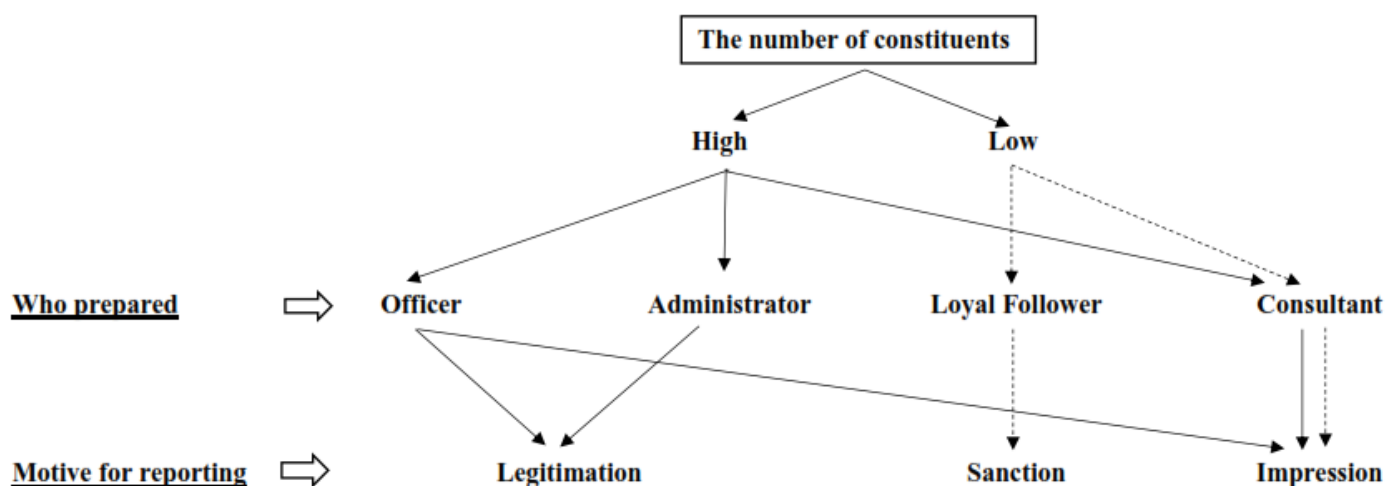 The number of constituents
High Low
Who prepared Officer Administrator Loyal Follower Consultant
Motive for reporting Legitimation Sanction Impression